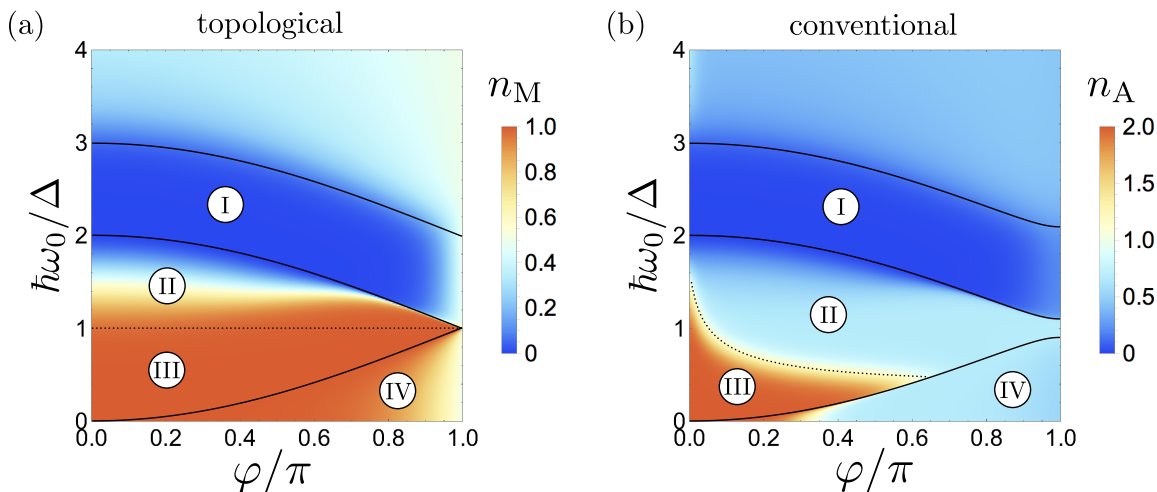 (a) topological
4
3
2
1
0
ħω₀/Δ
I
II
III
IV
0.0 0.2 0.4 0.6 0.8 1.0
φ/π
n_M
1.0
0.8
0.6
0.4
0.2
0
(b) conventional
4
3
2
1
0
ħω₀/Δ
I
II
III
IV
0.0 0.2 0.4 0.6 0.8 1.0
φ/π
n_A
2.0
1.5
1.0
0.5
0